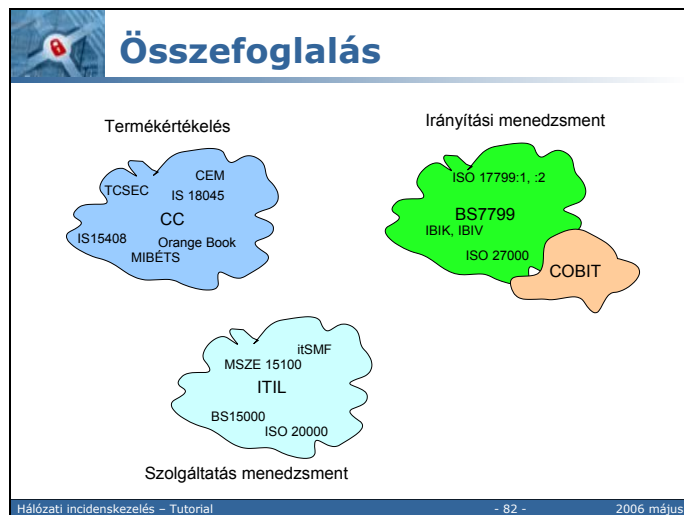 Összefoglalás
Termékértékelés
CEM
TCSEC
IS 18045
CC
IS15408
Orange Book
MIBÉTS
Irányítási menedzsment
ISO 17799:1, :2
BS7799
IBIK, IBIV
ISO 27000
COBIT
itSMF
MSZE 15100
ITIL
BS15000
ISO 20000
Szolgáltatás menedzsment
Hálózati incidenskezelés – Tutorial - 82 - 2006 május